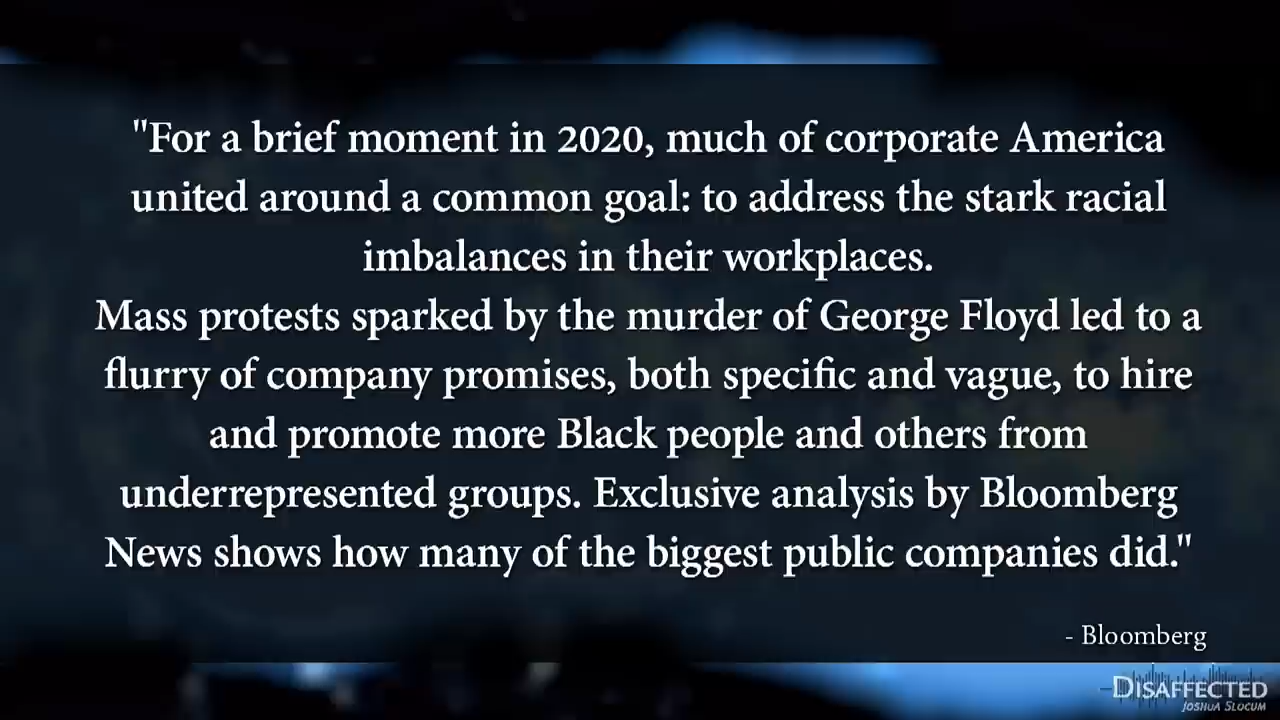 "For a brief moment in 2020, much of corporate America
united around a common goal: to address the stark racial
imbalances in their workplaces.
Mass protests sparked by the murder of George Floyd led to a
flurry of company promises, both specific and vague, to hire
and promote more Black people and others from
underrepresented groups. Exclusive analysis by Bloomberg
News shows how many of the biggest public companies did."
- Bloomberg
DISAFFECTED
JOSHUA SLOCUM